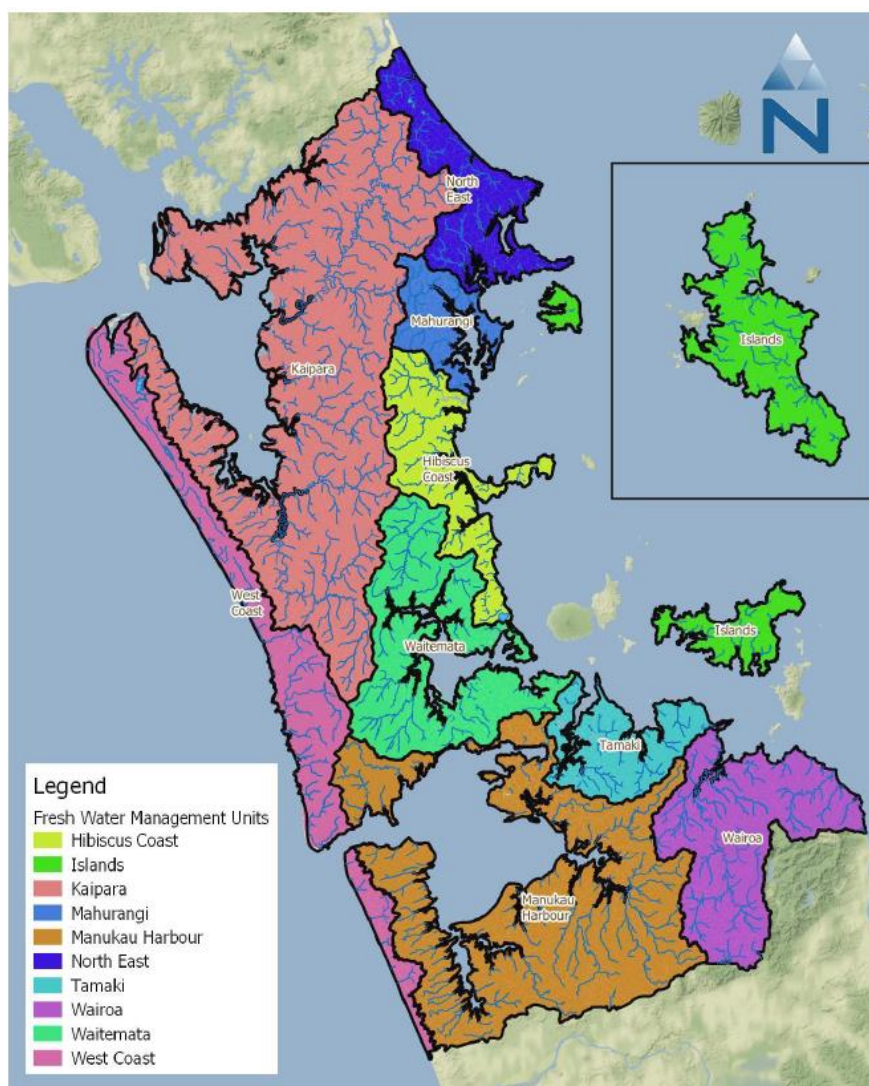 N
North
East
Mahurangi
Islands
Kaipara
Hibiscus
Coast
West
Coast
Waitemata
Islands
Tamaki
Wairoa
Manukau
Harbour
Legend
Fresh Water Management Units
Hibiscus Coast
Islands
Kaipara
Mahurangi
Manukau Harbour
North East
Tamaki
Wairoa
Waitemata
West Coast